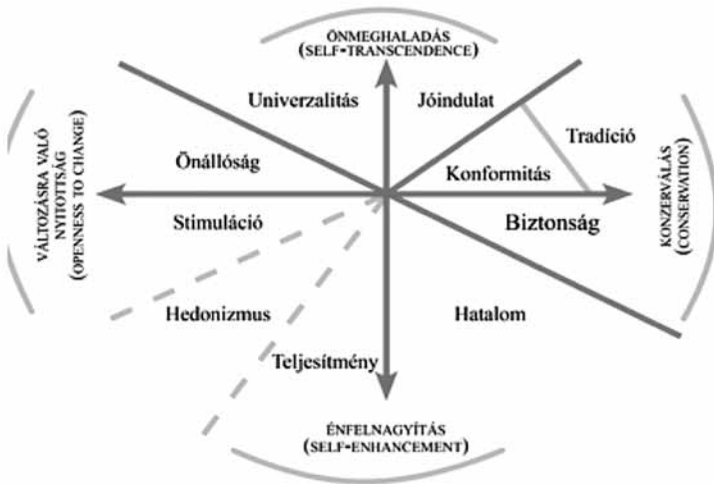 ÖNMEGHALADÁS
(SELF-TRANSCENDENCE)
Univerzalitás
Jóindulat
Tradíció
Önállóság
Konformitás
VÁLTOZÁSRA VALÓ
NYITOTTSÁG
(OPENNESS TO CHANGE)
KONZERVÁLÁS
(CONSERVATION)
Stimuláció
Biztonság
Hedonizmus
Hatalom
Teljesítmény
ÉNFELNAGYÍTÁS
(SELF-ENHANCEMENT)